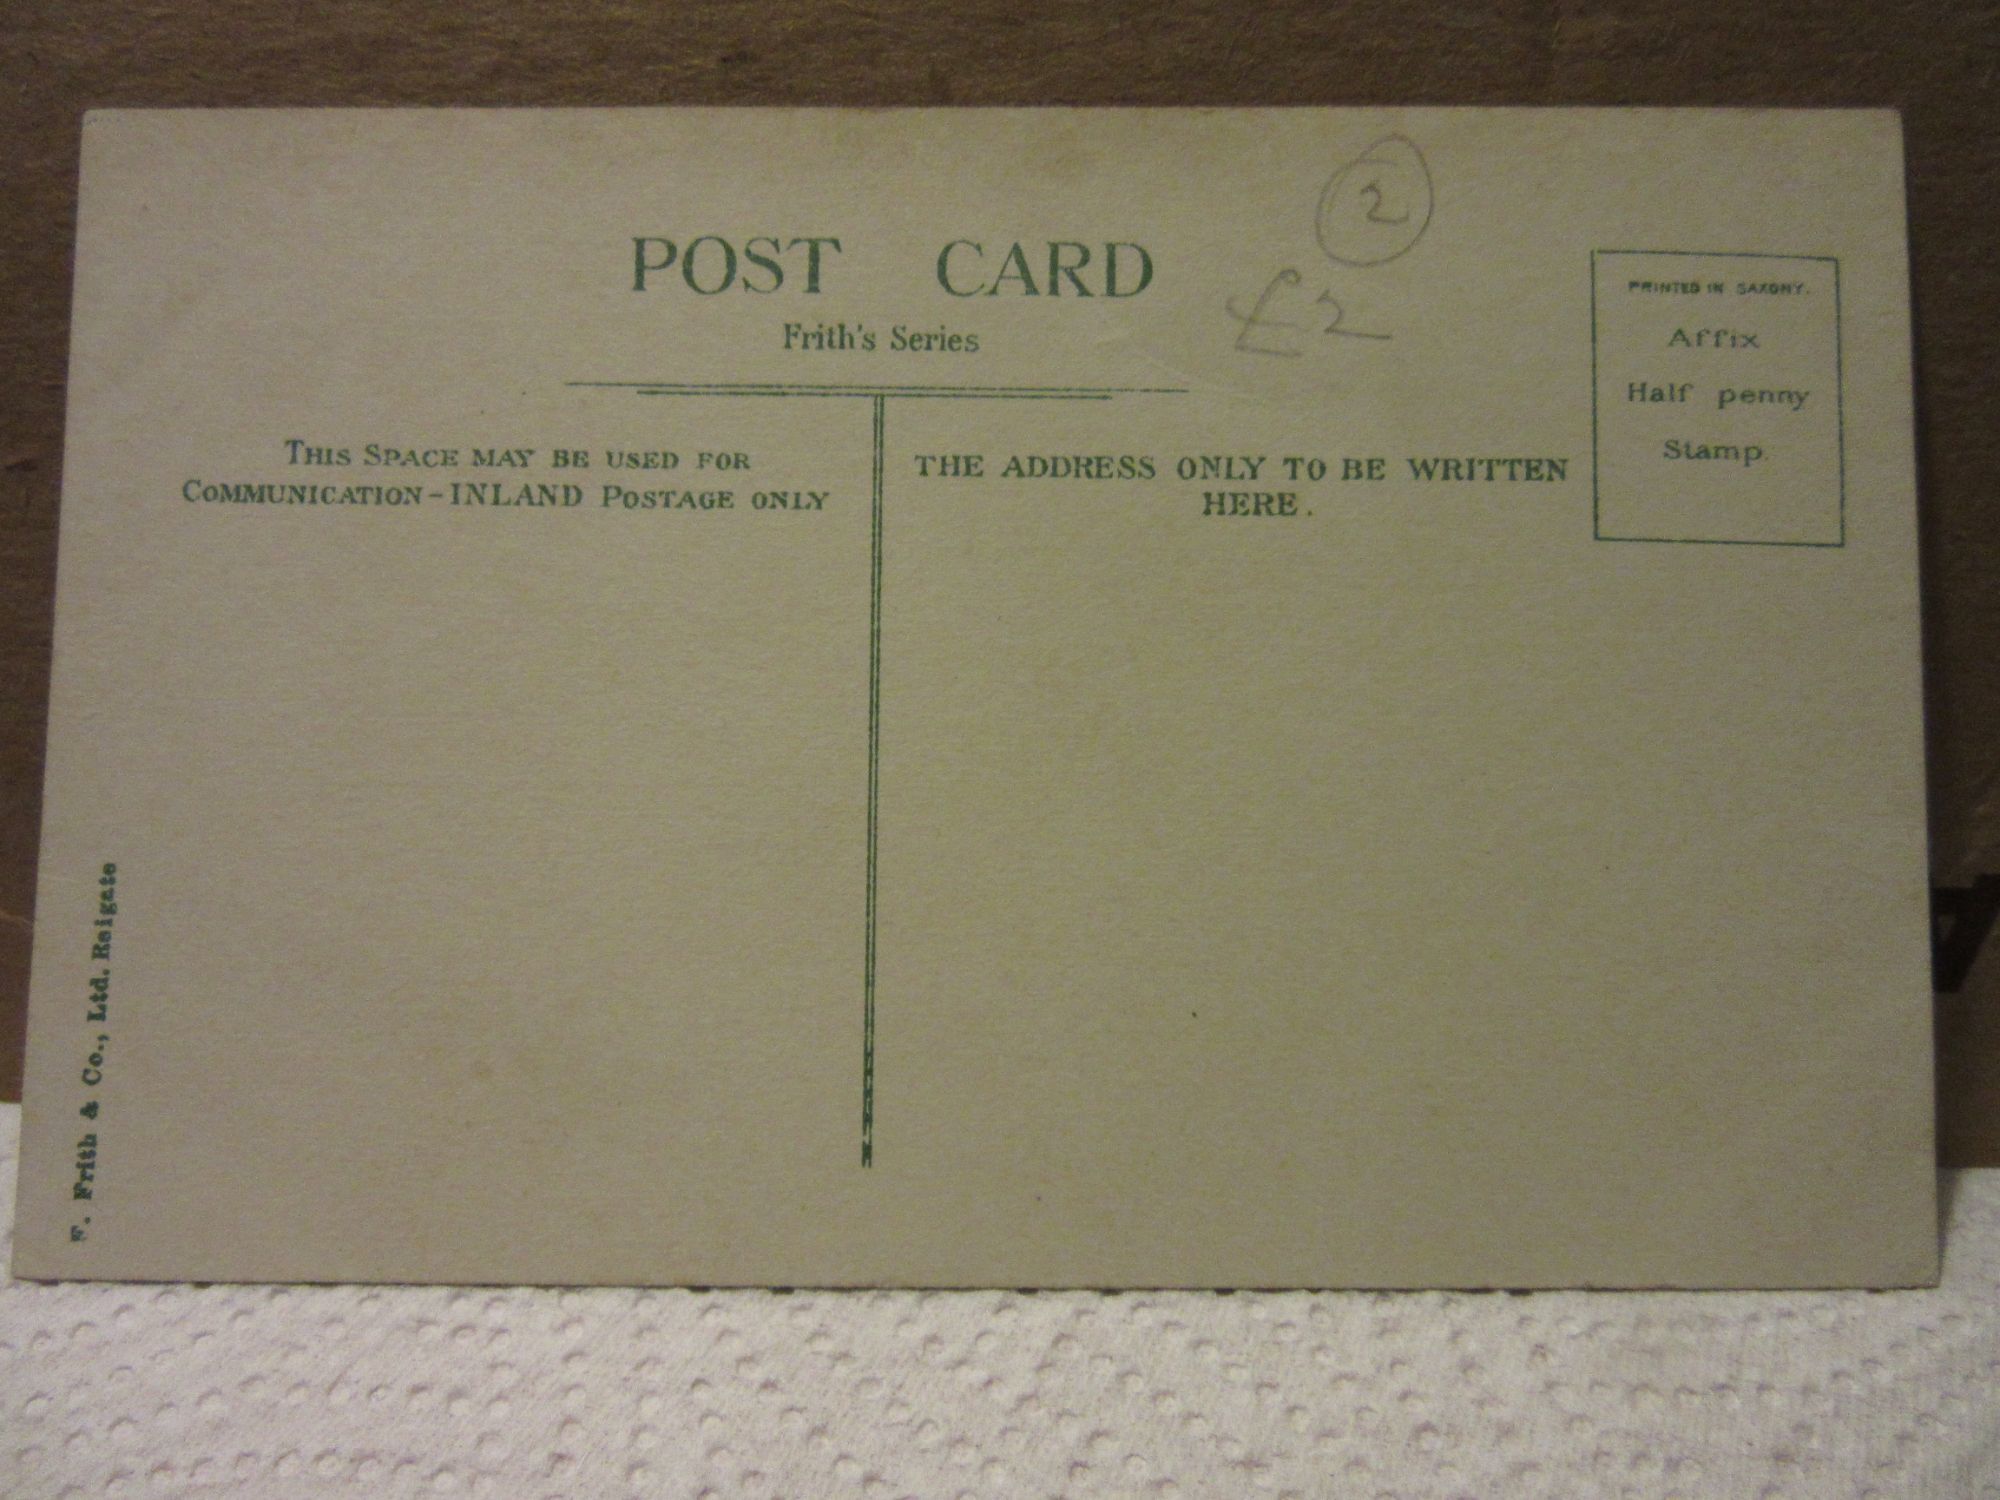 2
POST CARD
£2
Frith's Series
PRINTED IN SAXONY.
Affix
Half penny
Stamp.
THIS SPACE MAY BE USED FOR
COMMUNICATION - INLAND POSTAGE ONLY
THE ADDRESS ONLY TO BE WRITTEN
HERE.
F. Frith & Co., Ltd. Reigate